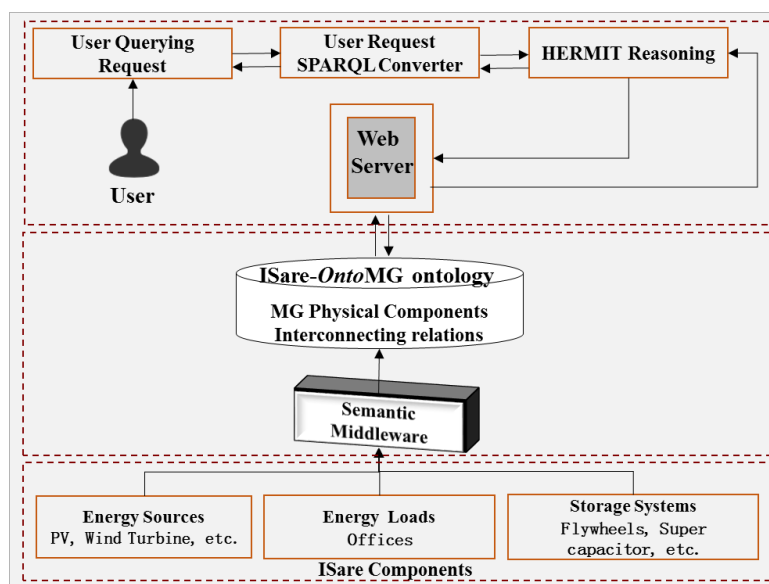 User Querying
Request
User Request
SPARQL Converter
HERMIT Reasoning
User
Web
Server
ISare-OntoMG ontology
MG Physical Components
Interconnecting relations
Semantic
Middleware
Energy Sources
PV, Wind Turbine, etc.
Energy Loads
Offices
Storage Systems
Flywheels, Super
capacitor, etc.
ISare Components